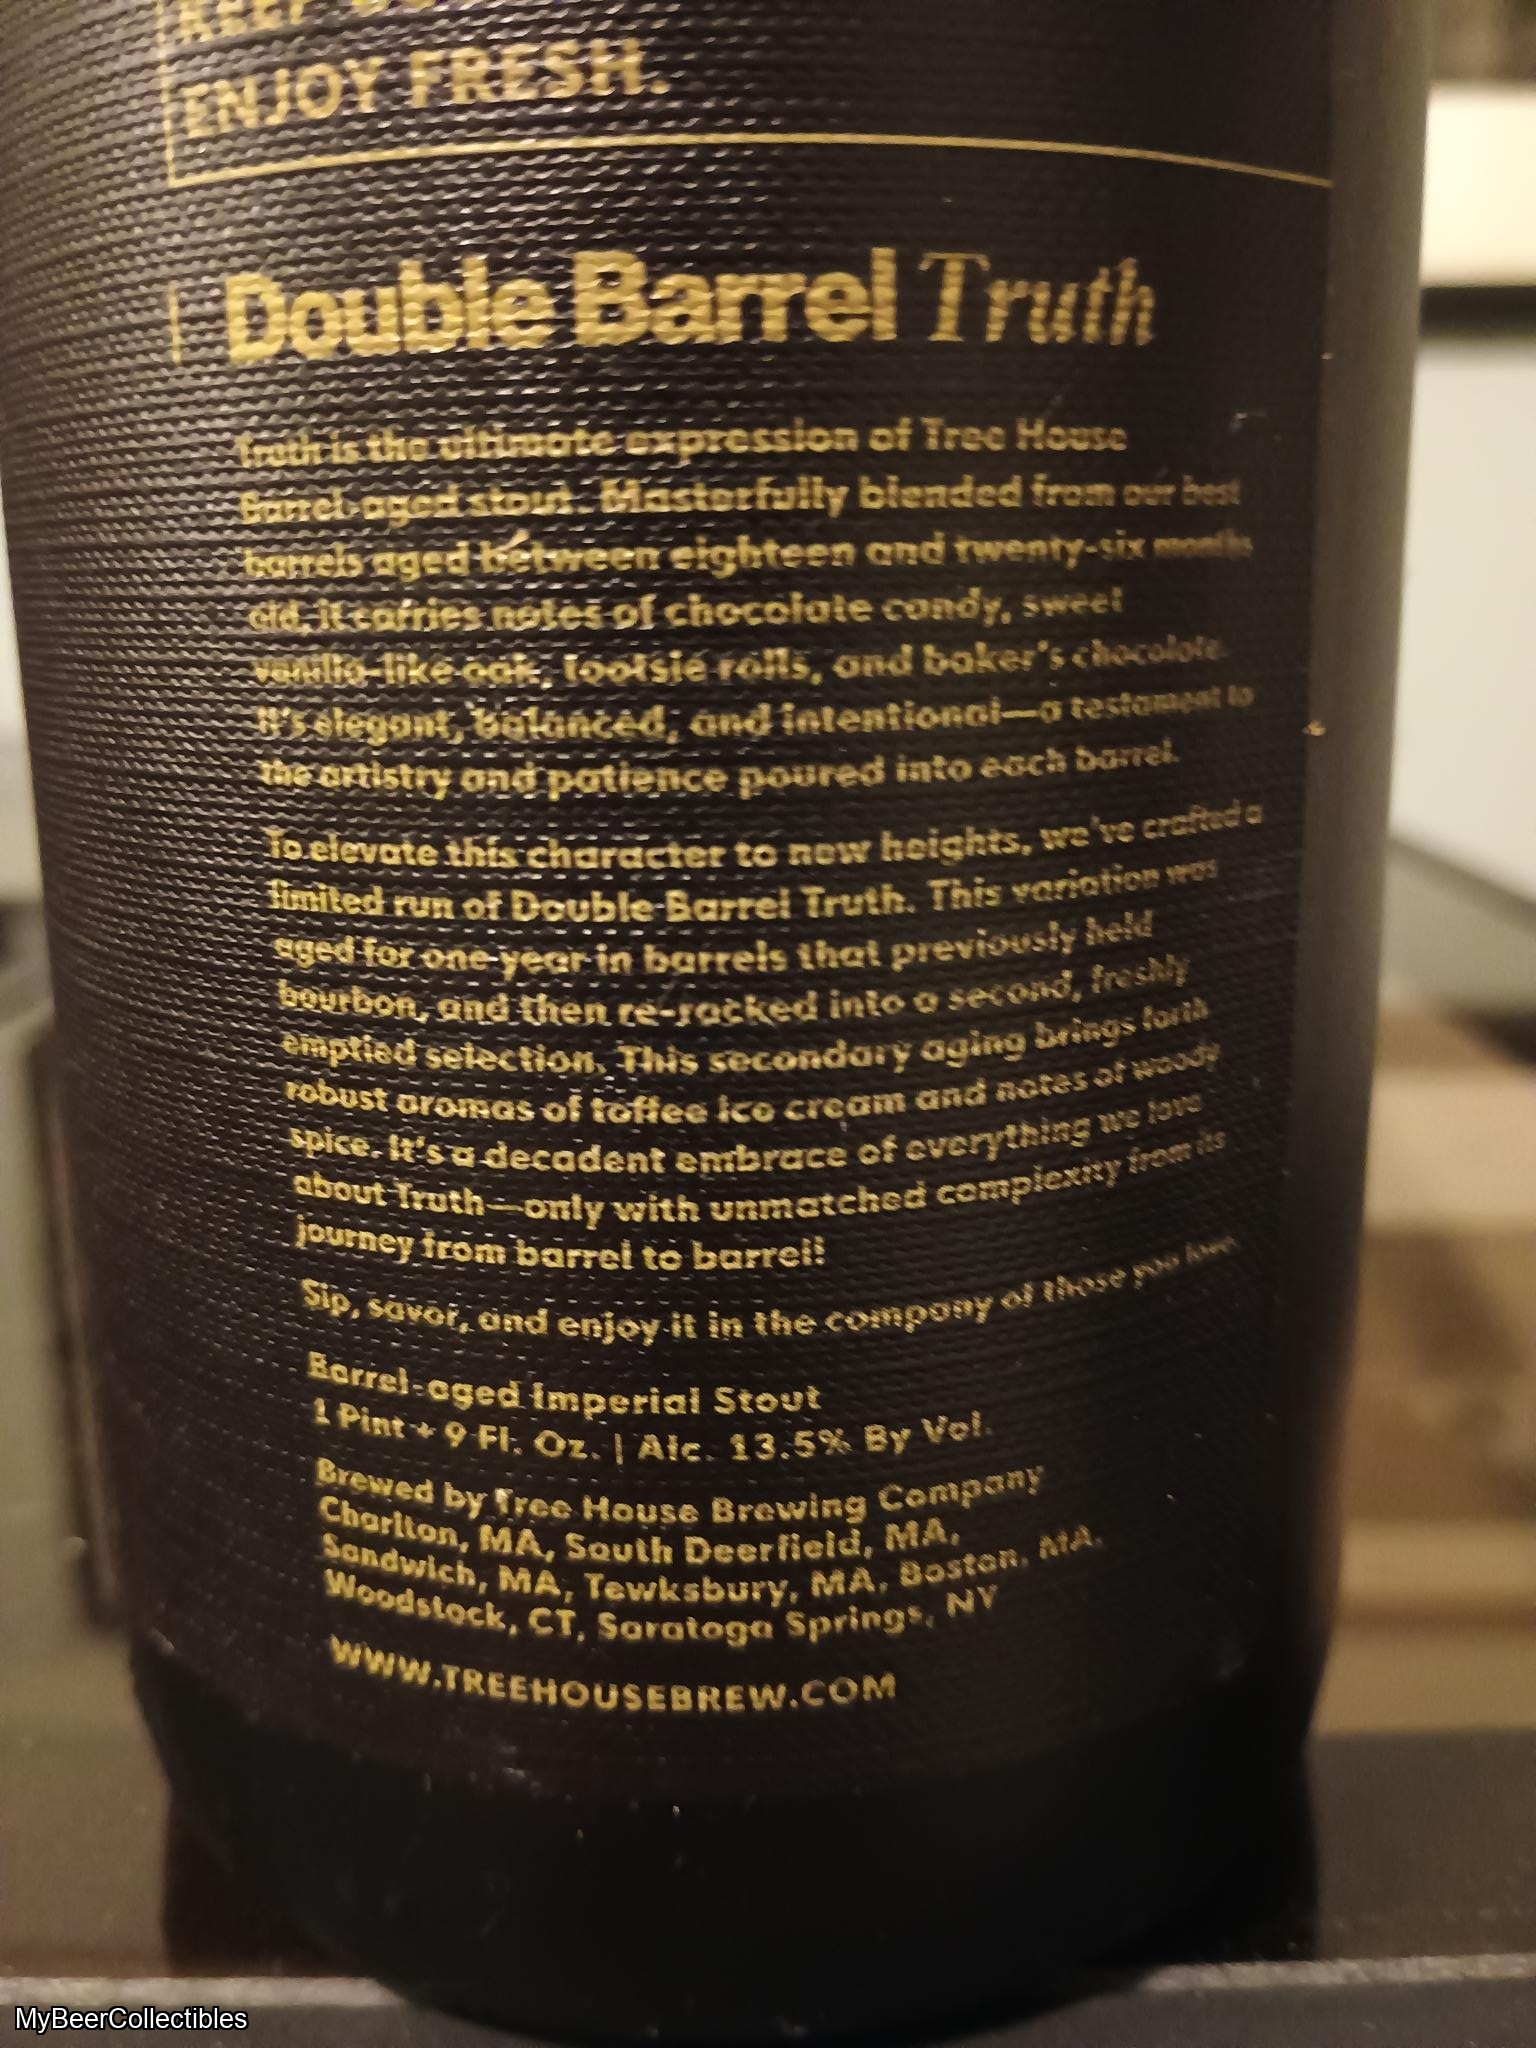 ENJOY FRESH.
Double Barrel Truth
Truth is the ultimate expression of Tree House
Barrel-aged stout. Masterfully blended from our best
barrels aged between eighteen and twenty-six months
old, it carries notes of chocolate candy, sweet
vanilla-like oak, tootsie rolls, and baker's chocolate.
It's elegant, balanced, and intentional—a testament to
the artistry and patience poured into each barrel.
To elevate this character to new heights, we've crafted a
limited run of Double Barrel Truth. This variation was
aged for one year in barrels that previously held
bourbon, and then re-racked into a second, freshly
emptied selection. This secondary aging brings forth
robust aromas of toffee ice cream and notes of woody
spice. It's a decadent embrace of everything we love
about Truth—only with unmatched complexity from its
journey from barrel to barrel!
Sip, savor, and enjoy it in the company of those you love.
Barrel-aged Imperial Stout
1 Pint + 9 Fl. Oz. | Alc. 13.5% By Vol.
Brewed by Tree House Brewing Company
Charlton, MA, South Deerfield, MA,
Sandwich, MA, Tewksbury, MA, Boston, MA,
Woodstock, CT, Saratoga Springs, NY
WWW.TREEHOUSEBREW.COM
MyBeerCollectibles